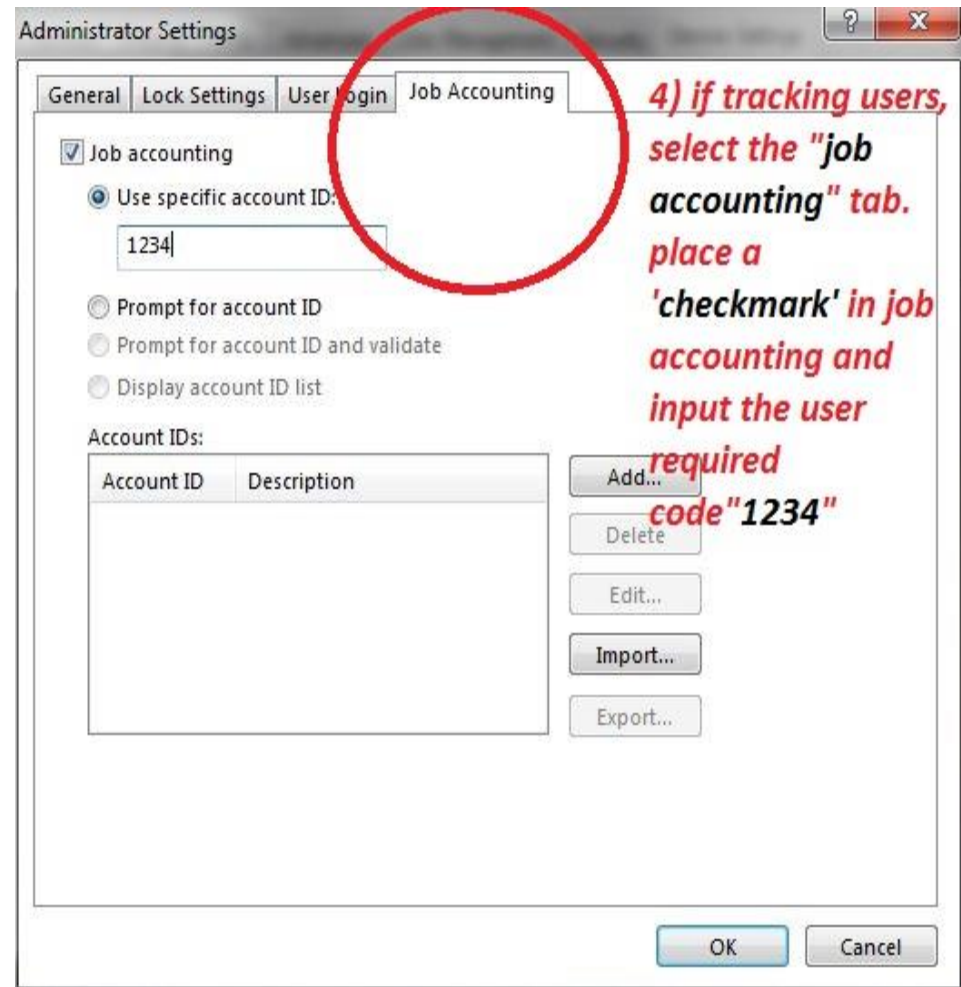 Administrator Settings
General Lock Settings User Login Job Accounting
Job accounting
Use specific account ID:
1234
Prompt for account ID
Prompt for account ID and validate
Display account ID list
Account IDs:
Account ID Description
Add...
Delete
Edit...
Import...
Export...
OK Cancel
4) if tracking users,
select the "job
accounting" tab.
place a
'checkmark' in job
accounting and
input the user
required
code"1234"